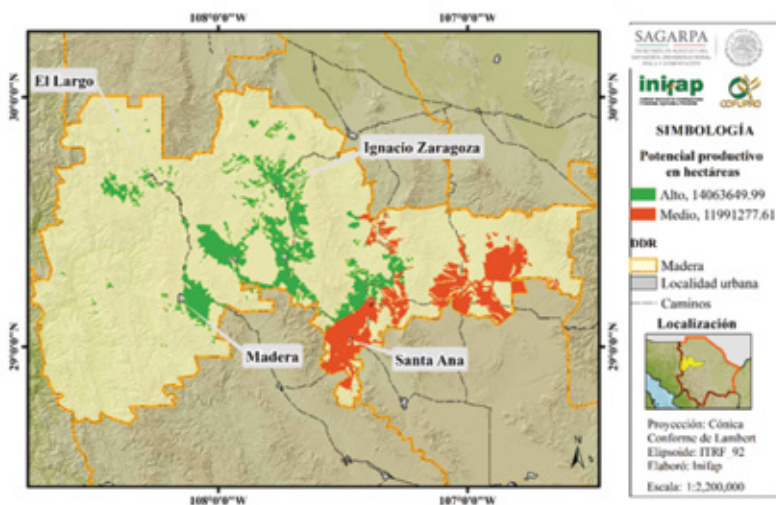 108°0'0"W
107°0'0"W
30°0'0"N
29°0'0"N
El Largo
Ignacio Zaragoza
Madera
Santa Ana
30°0'0"N
29°0'0"N
108°0'0"W
107°0'0"W
SAGARPA
inifap
COFUPRO
SIMBOLOGÍA
Potencial productivo
en hectáreas
Alto, 14063649.99
Medio, 11991277.61
DDR
Madera
Localidad urbana
Caminos
Localización
Proyección: Cónica
Conforme de Lambert
Elipsoide: ITRF 92
Elaboró: Inifap
Escala: 1:2,200,000
N